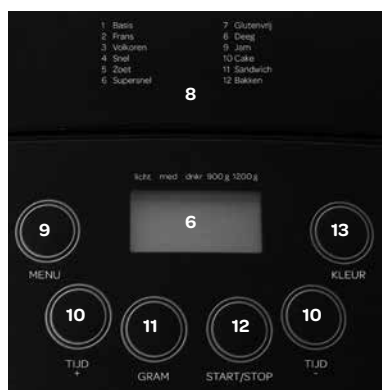 1 Basis
2 Frans
3 Volkoren
4 Snel
5 Zoet
6 Supersnel
7 Glutenvrij
8 Deeg
9 Jam
10 Cake
11 Sandwich
12 Bakken
8
licht med dnkr 900 g 1200 g
6
9
13
MENU
KLEUR
10
11
12
10
TIJD
+
GRAM
START/STOP
TIJD
-